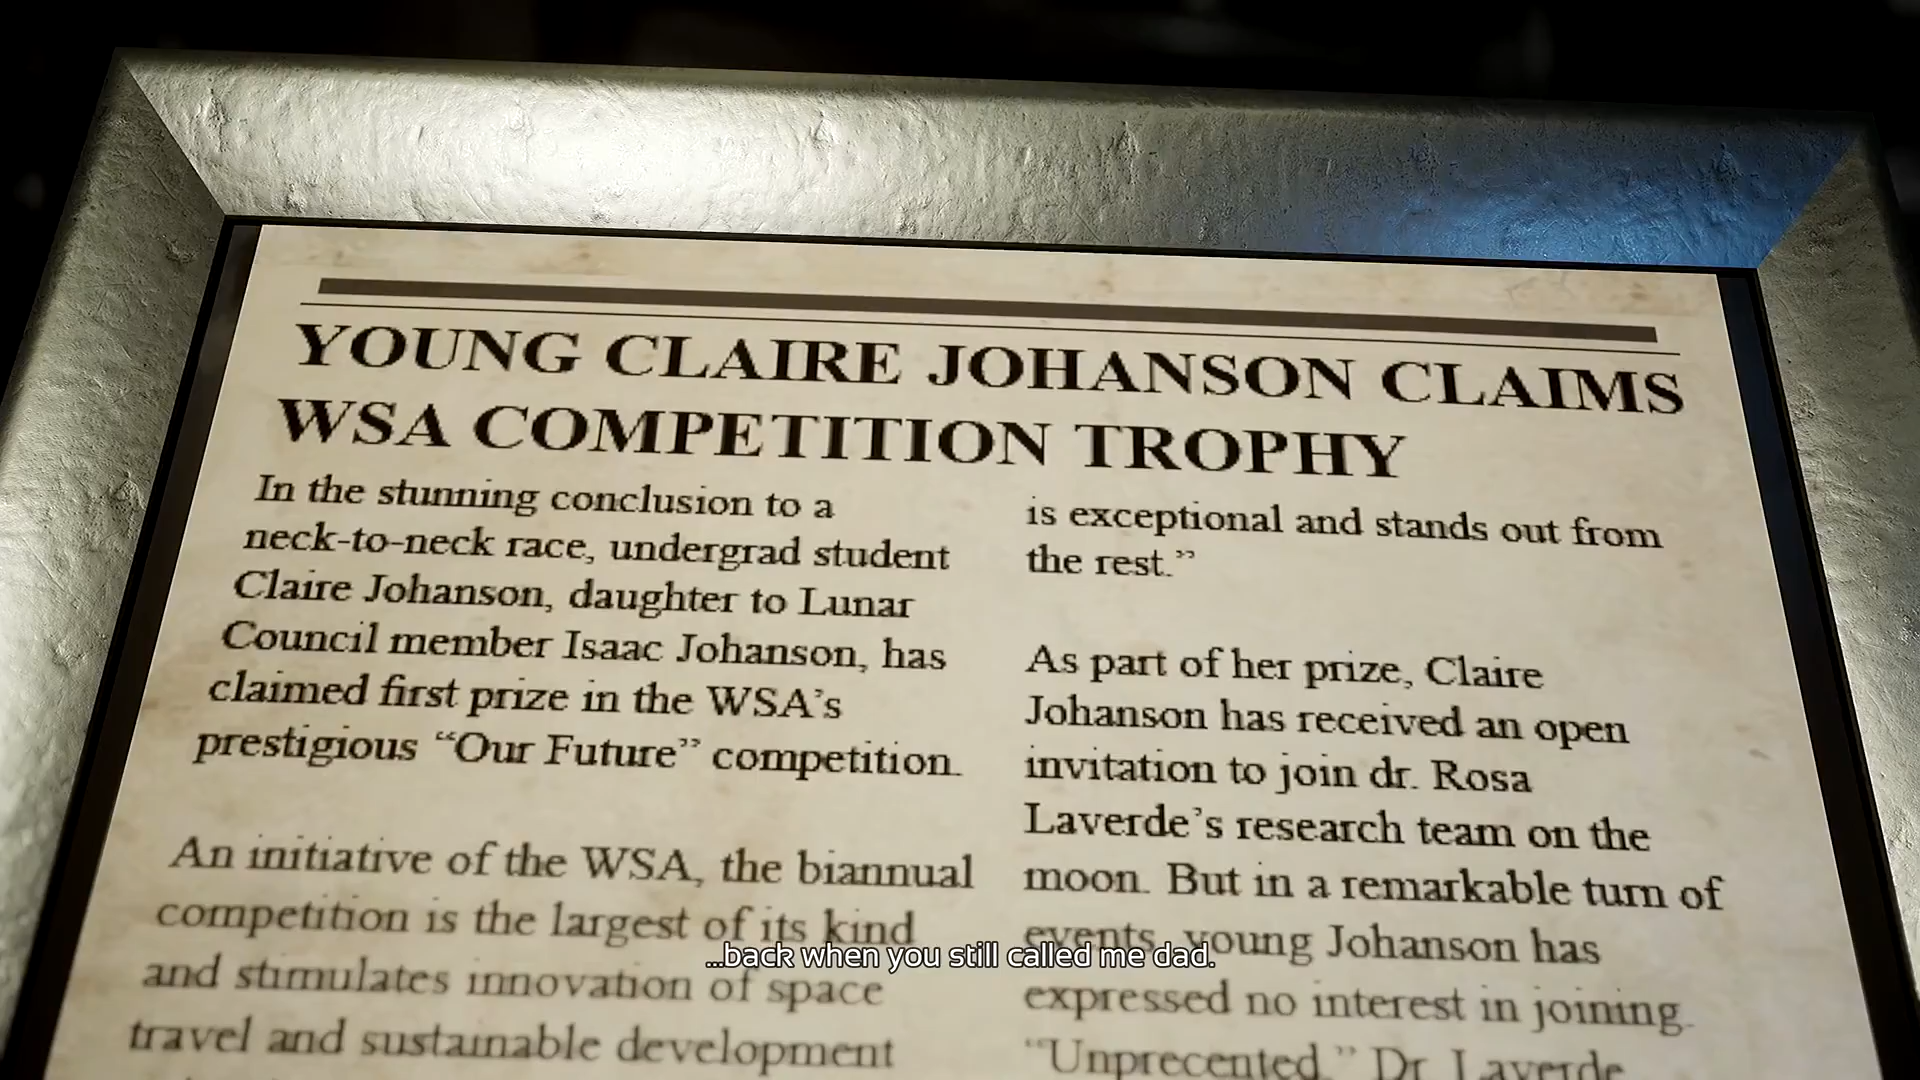 YOUNG CLAIRE JOHANSON CLAIMS
WSA COMPETITION TROPHY
In the stunning conclusion to a
neck-to-neck race, undergrad student
Claire Johanson, daughter to Lunar
Council member Isaac Johanson, has
claimed first prize in the WSA's
prestigious “Our Future” competition.
An initiative of the WSA, the biannual
competition is the largest of its kind
and stimulates innovation of space
travel and sustainable development
is exceptional and stands out from
the rest.”
As part of her prize, Claire
Johanson has received an open
invitation to join dr. Rosa
Laverde's research team on the
moon. But in a remarkable turn of
events, young Johanson has
expressed no interest in joining.
“Unprecented,” Dr. Laverde
...back when you still called me dad.